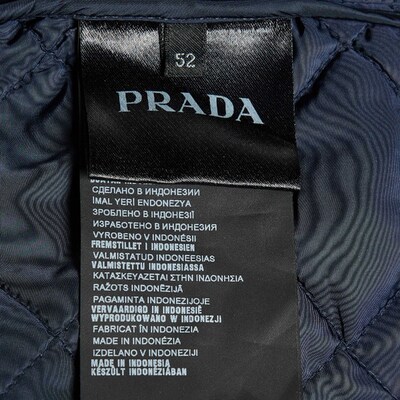 52
PRADA
СДЕЛАНО В ИНДОНЕЗИИ
İMAL YERİ ENDONEZYA
ЗРОБЛЕНО В ІНДОНЕЗІЇ
ИЗРАБОТЕНО В ИНДОНЕЗИЯ
VYROBENO V INDONÉSII
FREMSTILLET I INDONESIEN
VALMISTATUD INDONEESIAS
VALMISTETTU INDONESIASSA
ΚΑΤΑΣΚΕΥΑΖΕΤΑΙ ΣΤΗΝ ΙΝΔΟΝΗΣΙΑ
RAŽOTS INDONĒZIJĀ
PAGAMINTA INDONEZIJOJE
VERVAARDIGD IN INDONESIË
WYPRODUKOWANO W INDONEZJI
FABRICAT ÎN INDONEZIA
MADE IN INDONÉZIA
IZDELANO V INDONEZIJI
MADE IN INDONESIA
KÉSZÜLT INDONÉZIÁBAN